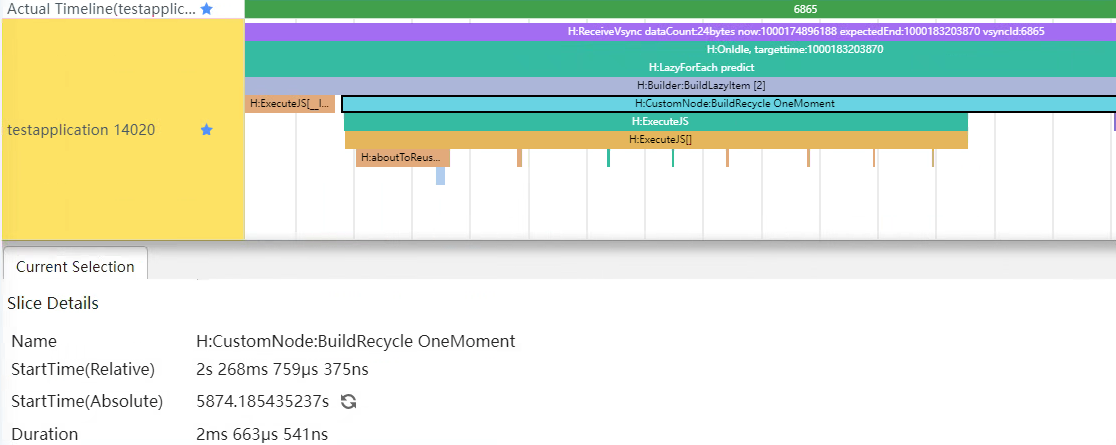 Actual Timeline(testapplic...
6865
H:ReceiveVsync dataCount:24bytes now:1000174896188 expectedEnd:1000183203870 vsyncId:6865
H:OnIdle, targettime:1000183203870
H:LazyForEach predict
H:Builder:BuildLazyItem [2]
H:ExecuteJS[__I... H:CustomNode:BuildRecycle OneMoment
testapplication 14020
H:ExecuteJS
H:ExecuteJS[]
H:aboutToReus...
Current Selection
Slice Details
Name H:CustomNode:BuildRecycle OneMoment
StartTime(Relative) 2s 268ms 759μs 375ns
StartTime(Absolute) 5874.185435237s
Duration 2ms 663μs 541ns